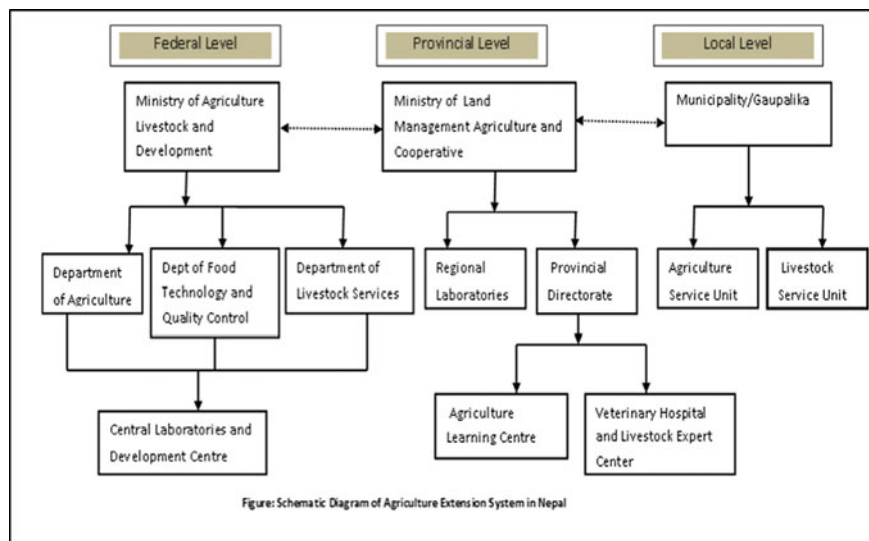 Federal Level
Provincial Level
Local Level
Ministry of Agriculture
Livestock and
Development
Ministry of Land
Management Agriculture and
Cooperative
Municipality/Gaupalika
Department
of Agriculture
Dept of Food
Technology and
Quality Control
Department of
Livestock Services
Regional
Laboratories
Provincial
Directorate
Agriculture
Service Unit
Livestock
Service Unit
Central Laboratories and
Development Centre
Agriculture
Learning Centre
Veterinary Hospital
and Livestock Expert
Center
Figure: Schematic Diagram of Agriculture Extension System in Nepal